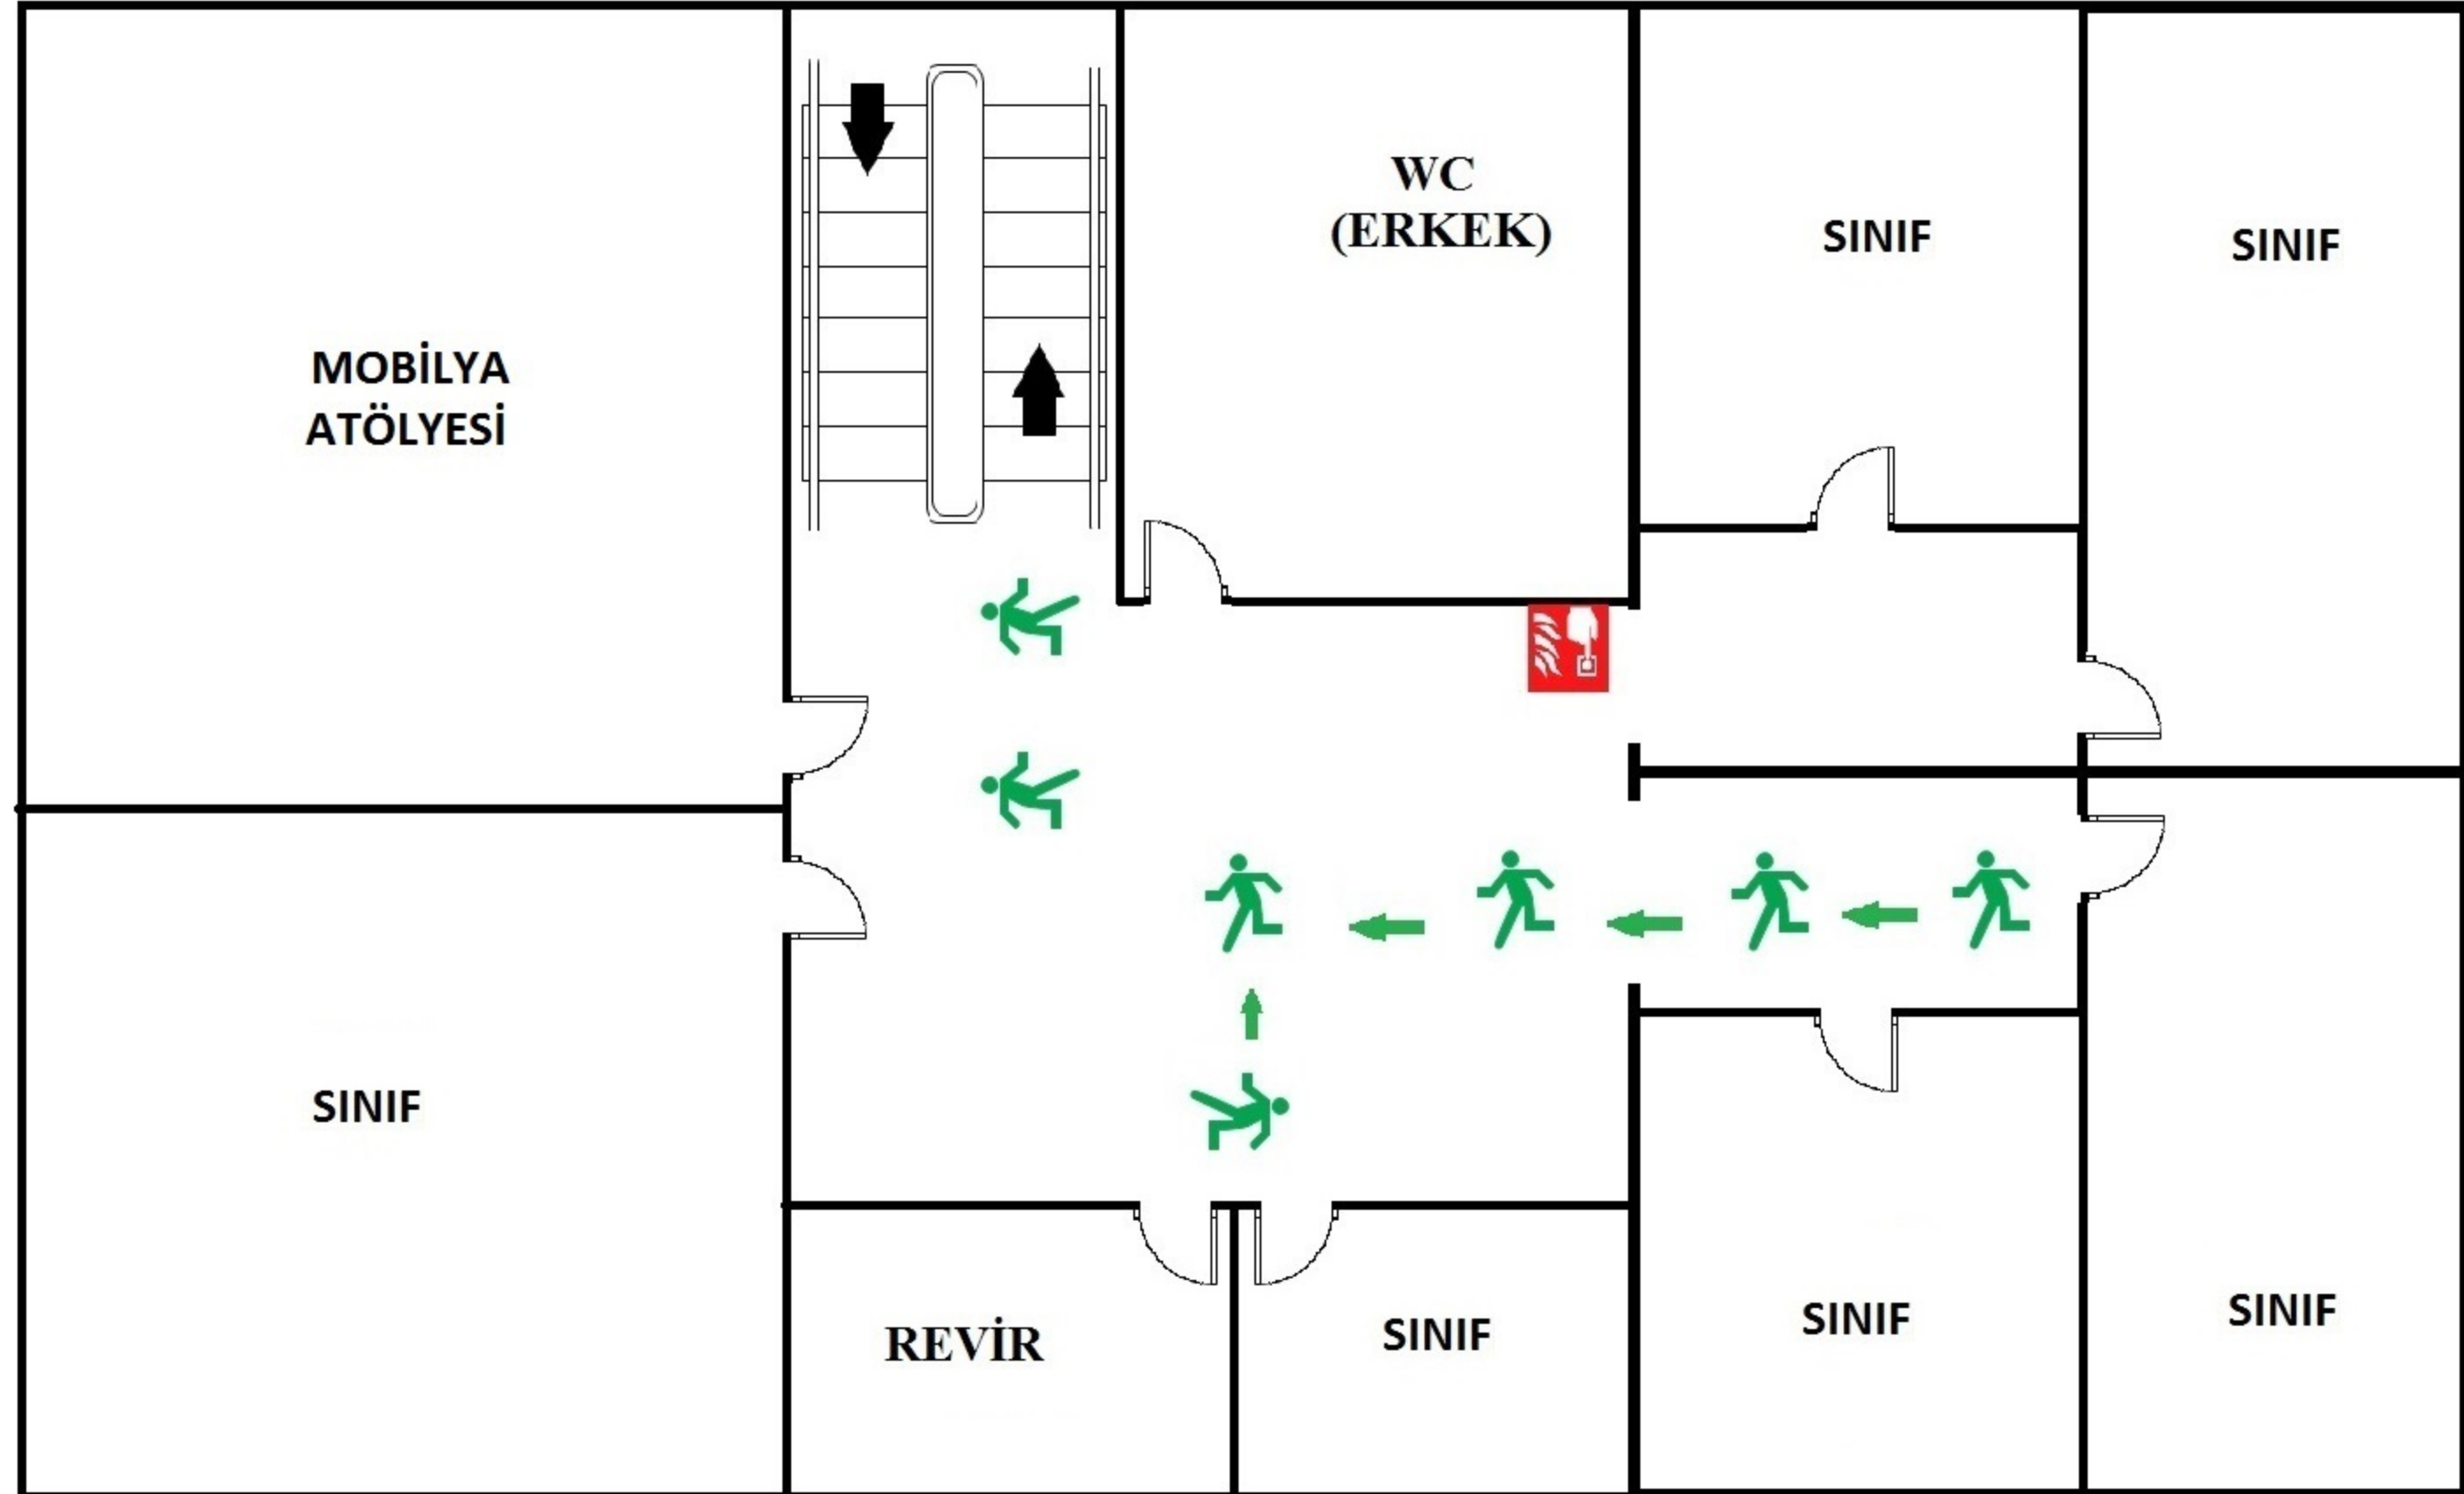 WC
(ERKEK)
SINIF
SINIF
MOBİLYA
ATÖLYESİ
SINIF
REVİR
SINIF
SINIF
SINIF